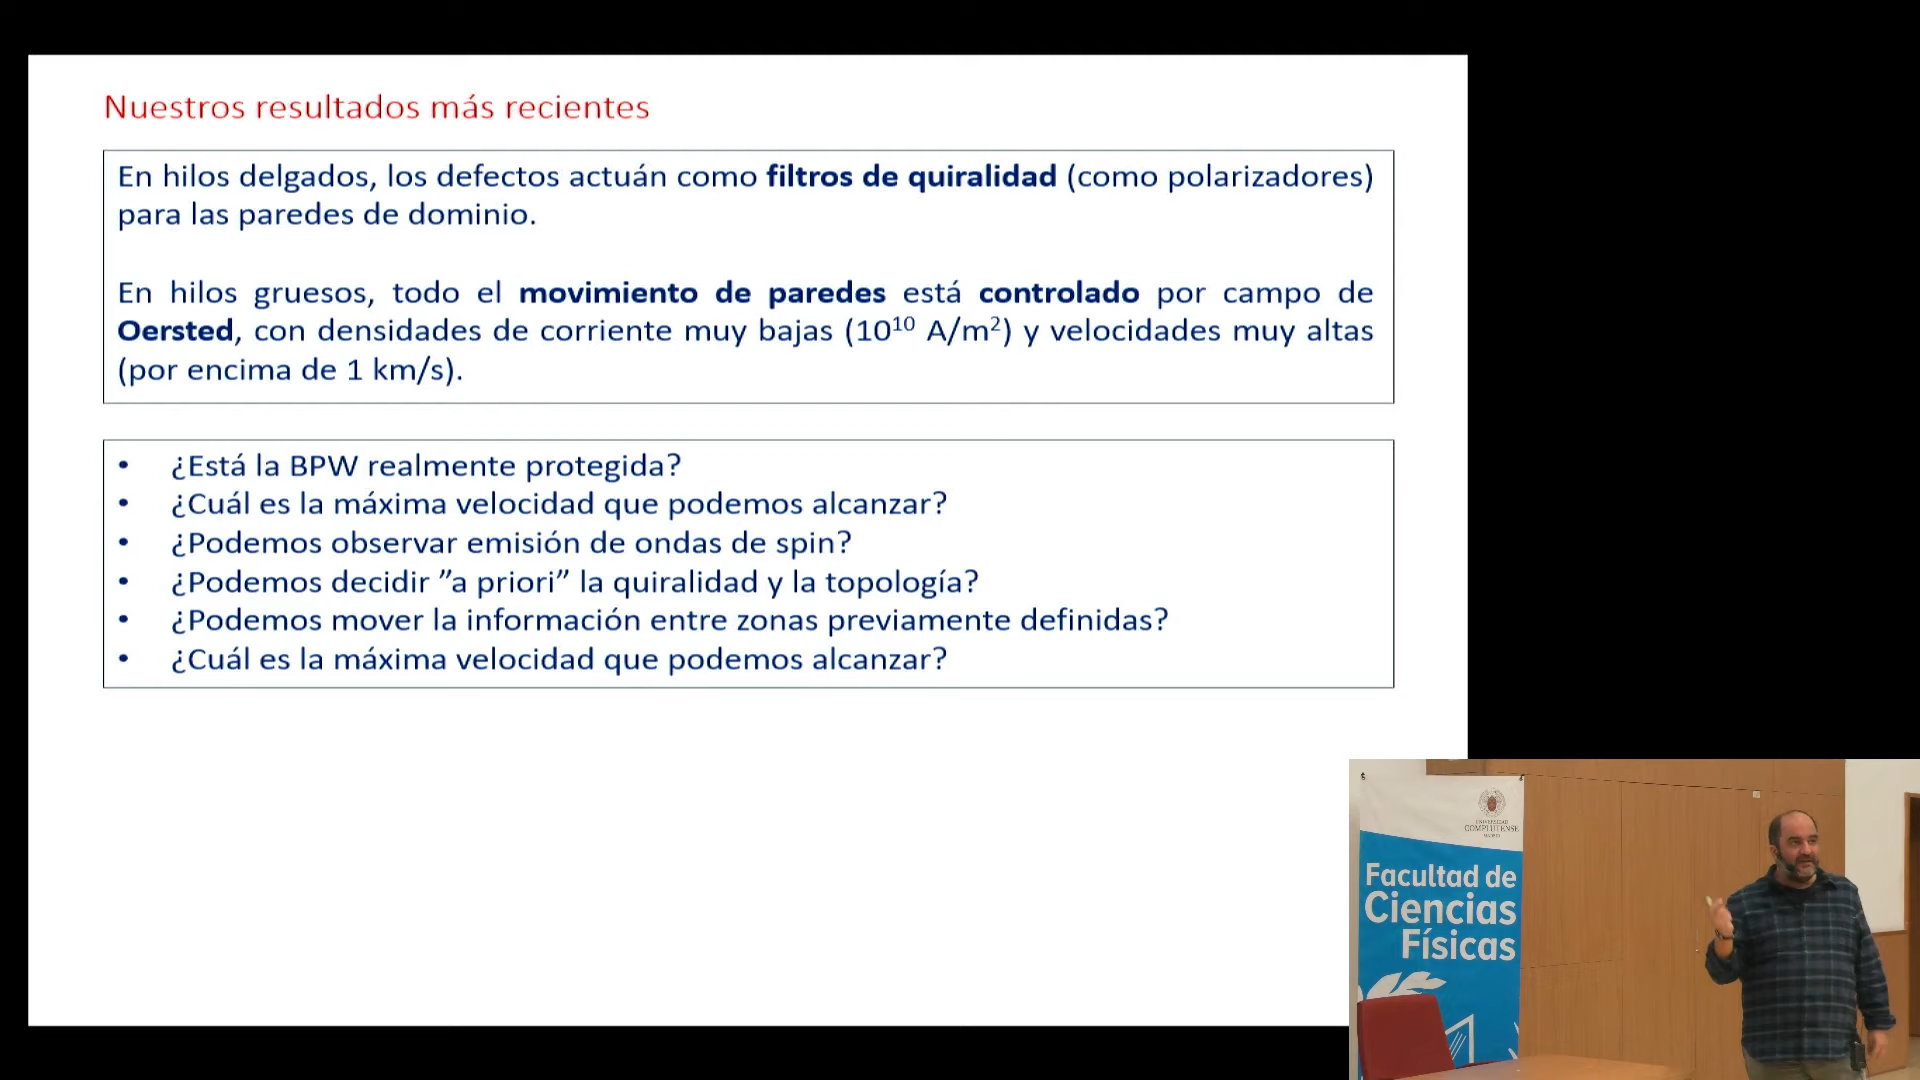 Nuestros resultados más recientes
En hilos delgados, los defectos actuán como filtros de quiralidad (como polarizadores)
para las paredes de dominio.
En hilos gruesos, todo el movimiento de paredes está controlado por campo de
Oersted, con densidades de corriente muy bajas (10¹⁰ A/m²) y velocidades muy altas
(por encima de 1 km/s).
• ¿Está la BPW realmente protegida?
• ¿Cuál es la máxima velocidad que podemos alcanzar?
• ¿Podemos observar emisión de ondas de spin?
• ¿Podemos decidir ”a priori” la quiralidad y la topología?
• ¿Podemos mover la información entre zonas previamente definidas?
• ¿Cuál es la máxima velocidad que podemos alcanzar?
UNIVERSIDAD
COMPLUTENSE
MADRID
Facultad de
Ciencias
Físicas